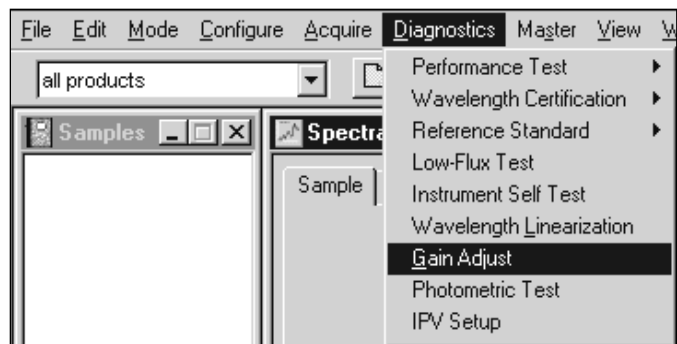 File Edit Mode Configure Acquire Diagnostics Master View
all products
Performance Test
Wavelength Certification
Samples
Spectra
Reference Standard
Low-Flux Test
Sample
Instrument Self Test
Wavelength Linearization
Gain Adjust
Photometric Test
IPV Setup